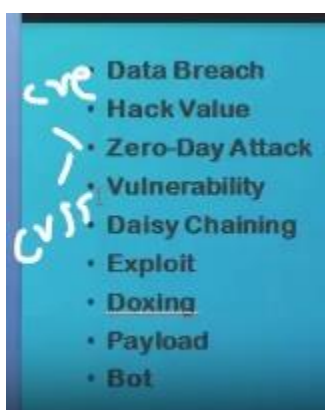 cve
• Data Breach
• Hack Value
• Zero-Day Attack
• Vulnerability
CVSS
• Daisy Chaining
• Exploit
• Doxing
• Payload
• Bot